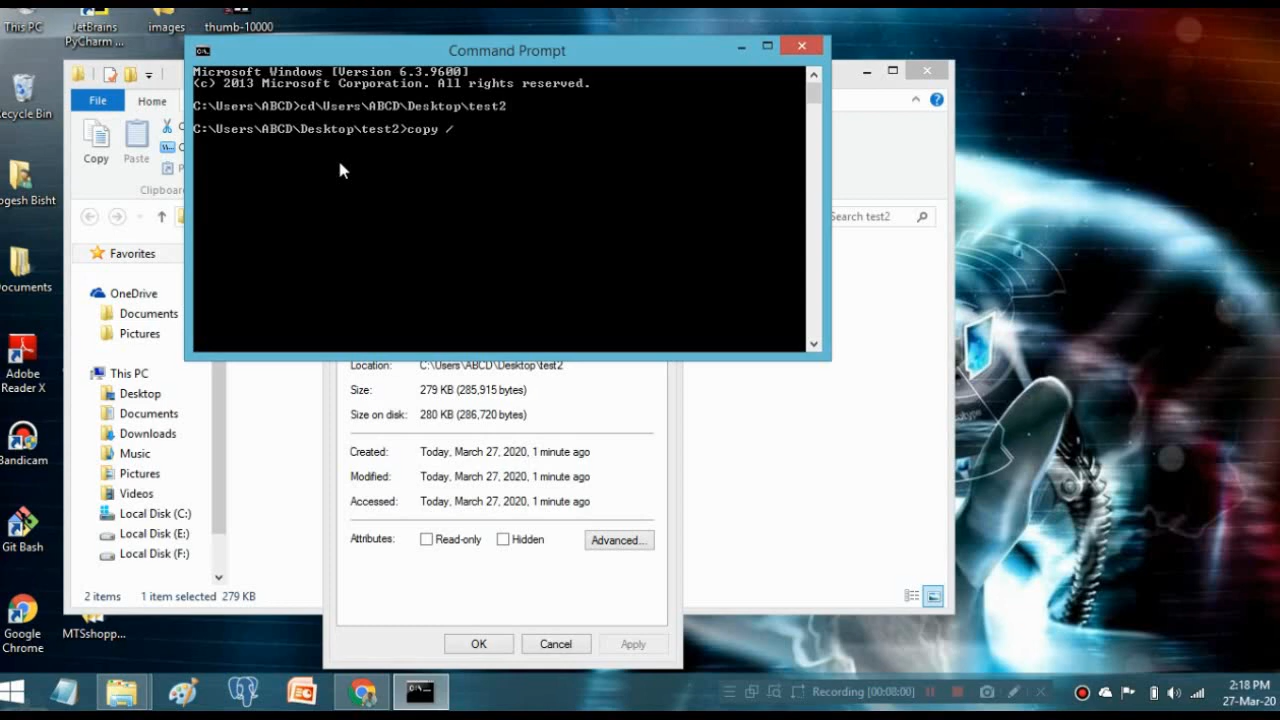 This PC
JetBrains
PyCharm ...
images
thumb-10000
Recycle Bin
ogesh Bisht
Documents
Adobe
Reader X
Bandicam
Git Bash
Google
Chrome
MTSshopp...
Command Prompt
Microsoft Windows [Version 6.3.9600]
(c) 2013 Microsoft Corporation. All rights reserved.
C:\Users\ABCD>cd\Users\ABCD\Desktop\test2
C:\Users\ABCD\Desktop\test2>copy /
File
Home
Copy
Paste
Clipboar
Search test2
Favorites
OneDrive
Documents
Pictures
This PC
Desktop
Documents
Downloads
Music
Pictures
Videos
Local Disk (C:)
Local Disk (E:)
Local Disk (F:)
2 items 1 item selected 279 KB
Location: C:\Users\ABCD\Desktop\test2
Size: 279 KB (285,915 bytes)
Size on disk: 280 KB (286,720 bytes)
Created: Today, March 27, 2020, 1 minute ago
Modified: Today, March 27, 2020, 1 minute ago
Accessed: Today, March 27, 2020, 1 minute ago
Attributes: Read-only Hidden Advanced...
OK Cancel Apply
Recording [00:08:00]
2:18 PM
27-Mar-20